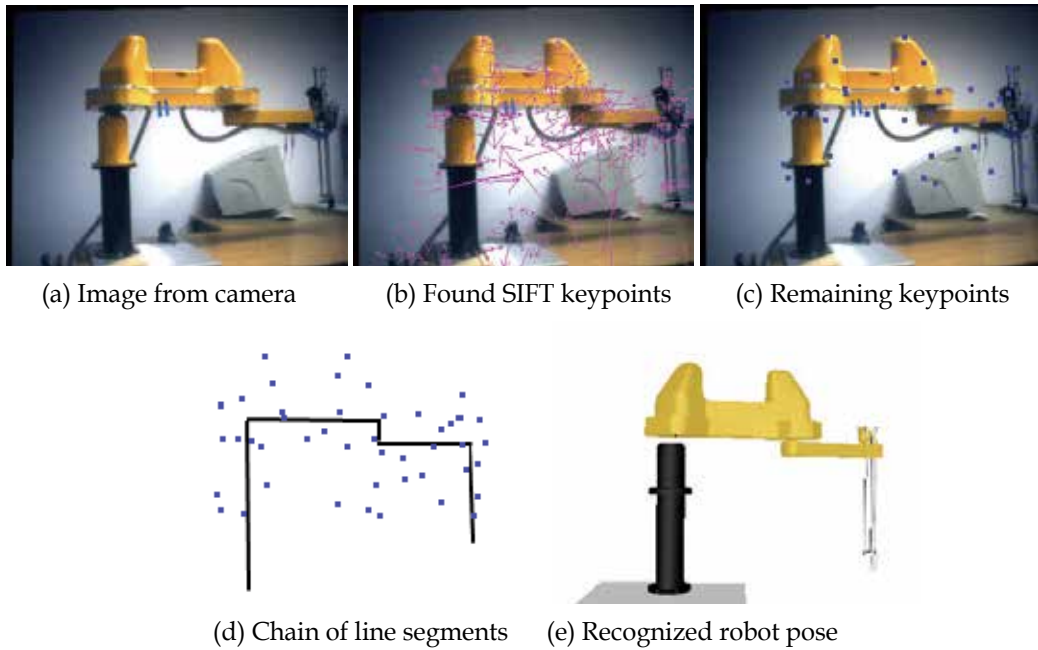 (a) Image from camera
(b) Found SIFT keypoints
(c) Remaining keypoints
(d) Chain of line segments
(e) Recognized robot pose